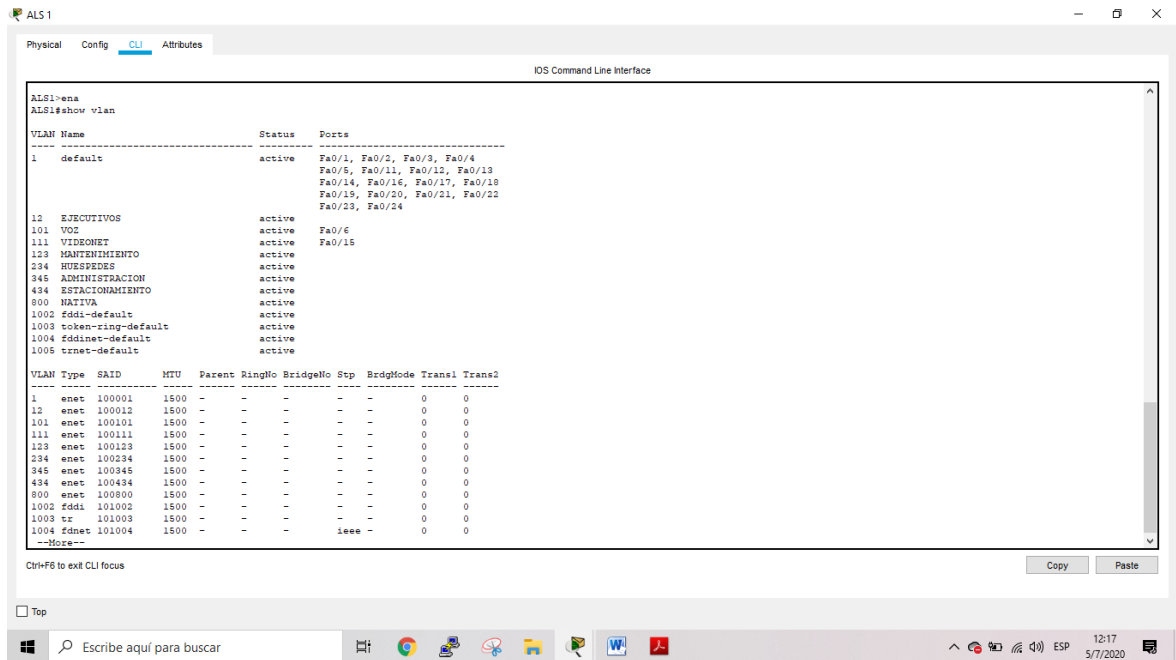 ALS 1
Physical Config CLI Attributes
IOS Command Line Interface
ALS1>ena
ALS1#show vlan
VLAN Name Status Ports
---- -------------------------------- --------- -------------------------------
1 default active Fa0/1, Fa0/2, Fa0/3, Fa0/4
Fa0/5, Fa0/11, Fa0/12, Fa0/13
Fa0/14, Fa0/16, Fa0/17, Fa0/18
Fa0/19, Fa0/20, Fa0/21, Fa0/22
Fa0/23, Fa0/24
12 EJECUTIVOS active
101 VOZ active Fa0/6
111 VIDEONET active Fa0/15
123 MANTENIMIENTO active
234 HUESPEDES active
345 ADMINISTRACION active
434 ESTACIONAMIENTO active
800 NATIVA active
1002 fddi-default active
1003 token-ring-default active
1004 fddinet-default active
1005 trnet-default active
VLAN Type SAID MTU Parent RingNo BridgeNo Stp BrdgMode Trans1 Trans2
---- ----- ---------- ----- ------ ------ -------- ---- -------- ------ ------
1 enet 100001 1500 - - - - - 0 0
12 enet 100012 1500 - - - - - 0 0
101 enet 100101 1500 - - - - - 0 0
111 enet 100111 1500 - - - - - 0 0
123 enet 100123 1500 - - - - - 0 0
234 enet 100234 1500 - - - - - 0 0
345 enet 100345 1500 - - - - - 0 0
434 enet 100434 1500 - - - - - 0 0
800 enet 100800 1500 - - - - - 0 0
1002 fddi 101002 1500 - - - - - 0 0
1003 tr 101003 1500 - - - - - 0 0
1004 fdnet 101004 1500 - - - ieee - 0 0
--More--
Ctrl+F6 to exit CLI focus
Copy Paste
Top
Escribe aquí para buscar
ESP
12:17
5/7/2020